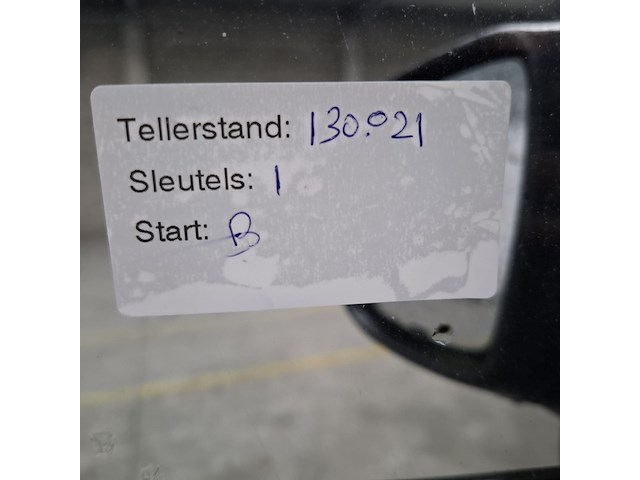 Tellerstand: 130.021
Sleutels: 1
Start: B